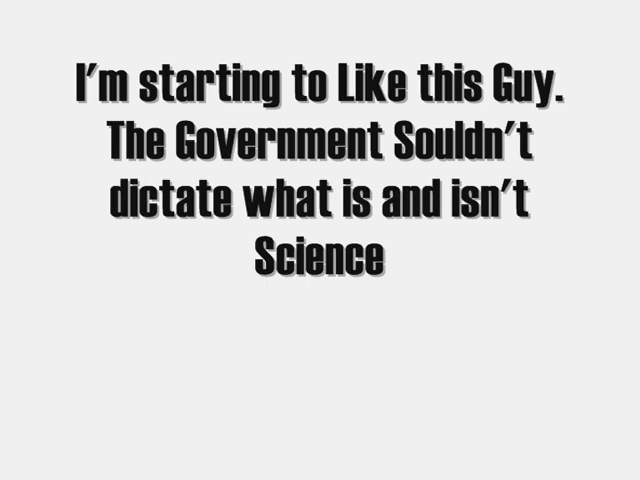 I'm starting to Like this Guy.
The Government Souldn't
dictate what is and isn't
Science